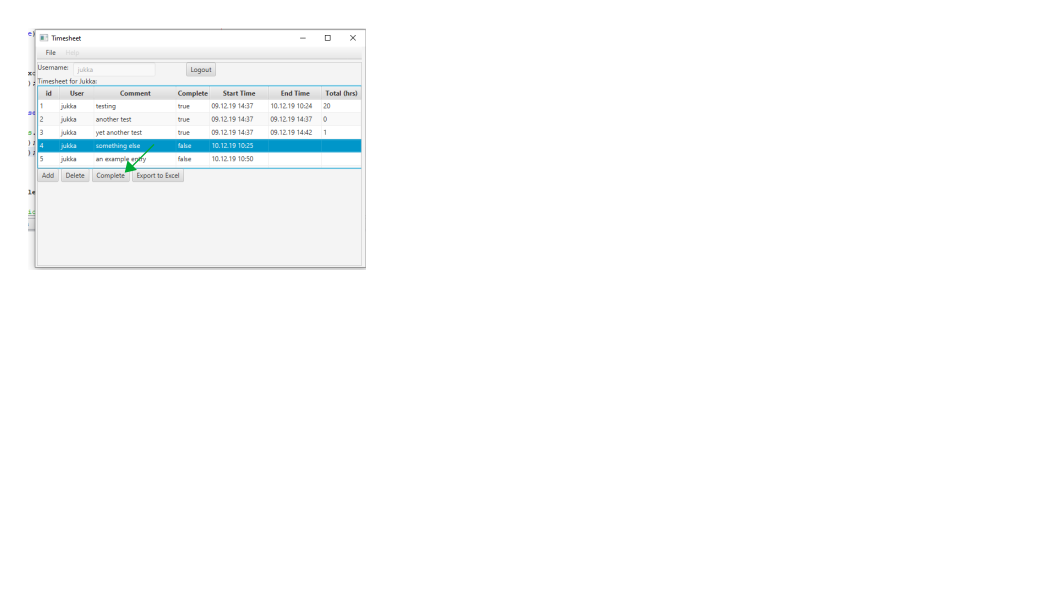 Timesheet
File Help
Username: jukka Logout
Timesheet for Jukka:
id User Comment Complete Start Time End Time Total (hrs)
1 jukka testing true 09.12.19 14:37 10.12.19 10:24 20
2 jukka another test true 09.12.19 14:37 09.12.19 14:37 0
3 jukka yet another test true 09.12.19 14:37 09.12.19 14:42 1
4 jukka something else false 10.12.19 10:25
5 jukka an example entry false 10.12.19 10:50
Add Delete Complete Export to Excel